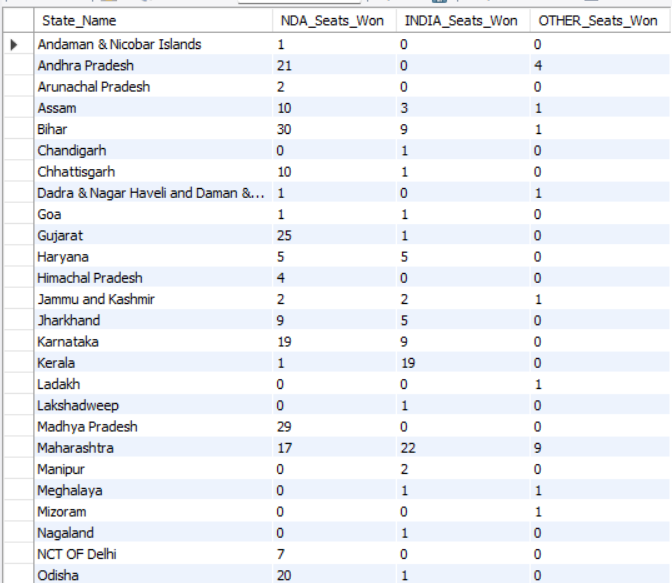 State_Name NDA_Seats_Won INDIA_Seats_Won OTHER_Seats_Won
Andaman & Nicobar Islands 1 0 0
Andhra Pradesh 21 0 4
Arunachal Pradesh 2 0 0
Assam 10 3 1
Bihar 30 9 1
Chandigarh 0 1 0
Chhattisgarh 10 1 0
Dadra & Nagar Haveli and Daman &... 1 0 1
Goa 1 1 0
Gujarat 25 1 0
Haryana 5 5 0
Himachal Pradesh 4 0 0
Jammu and Kashmir 2 2 1
Jharkhand 9 5 0
Karnataka 19 9 0
Kerala 1 19 0
Ladakh 0 0 1
Lakshadweep 0 1 0
Madhya Pradesh 29 0 0
Maharashtra 17 22 9
Manipur 0 2 0
Meghalaya 0 1 1
Mizoram 0 0 1
Nagaland 0 1 0
NCT OF Delhi 7 0 0
Odisha 20 1 0